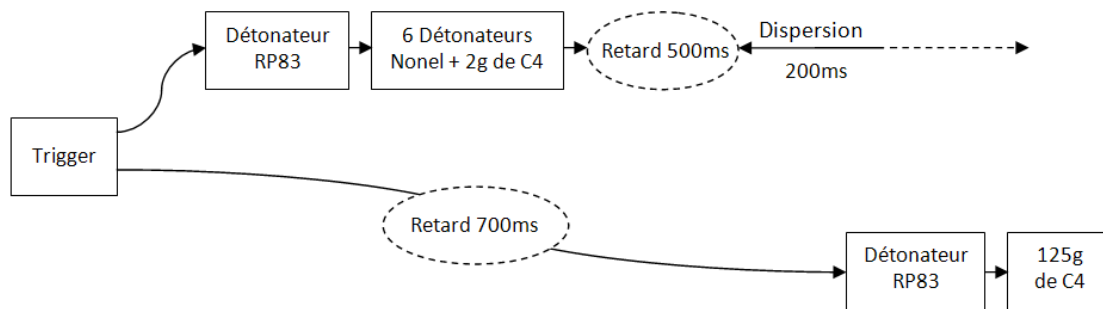 Détonateur
RP83
6 Détonateurs
Nonel + 2g de C4
Retard 500ms
Dispersion
200ms
Trigger
Retard 700ms
Détonateur
RP83
125g
de C4